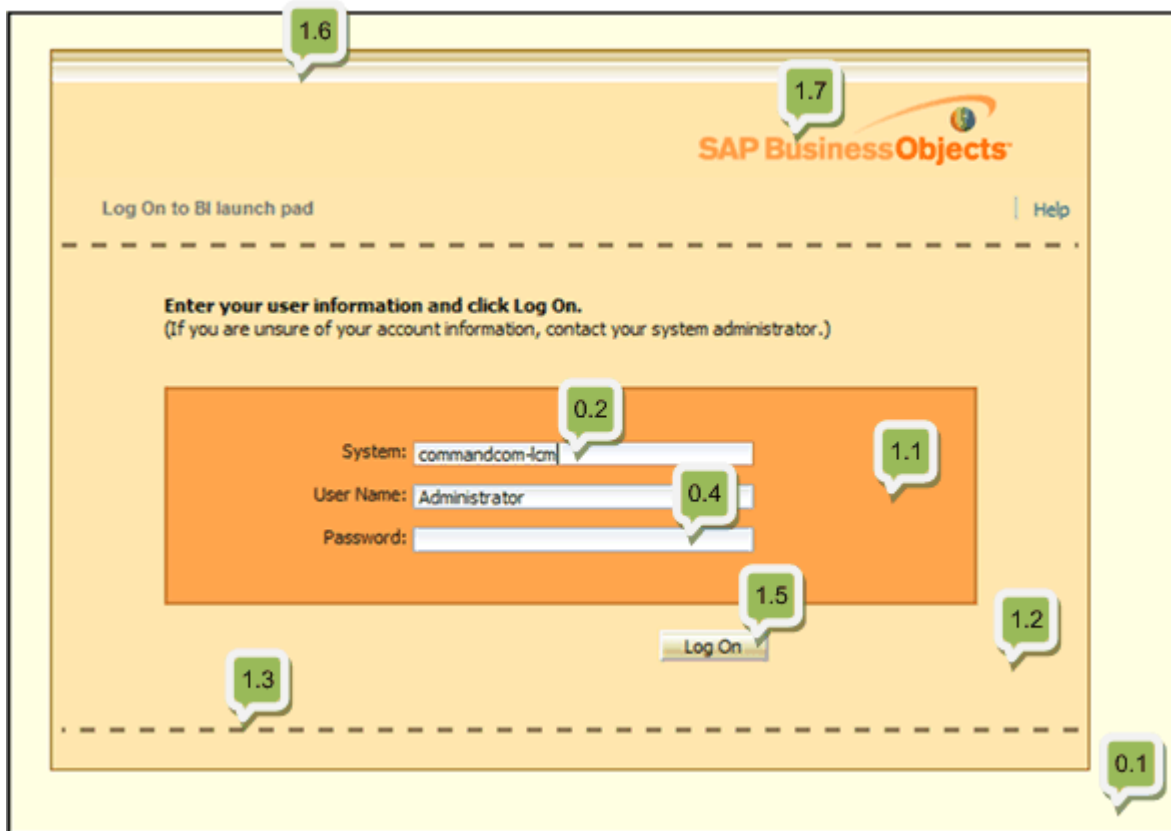 1.6
1.7
SAP BusinessObjects
Log On to BI launch pad
Help
Enter your user information and click Log On.
(If you are unsure of your account information, contact your system administrator.)
0.2
System: commandcom-lcm
1.1
User Name: Administrator
0.4
Password:
1.5
Log On
1.2
1.3
0.1